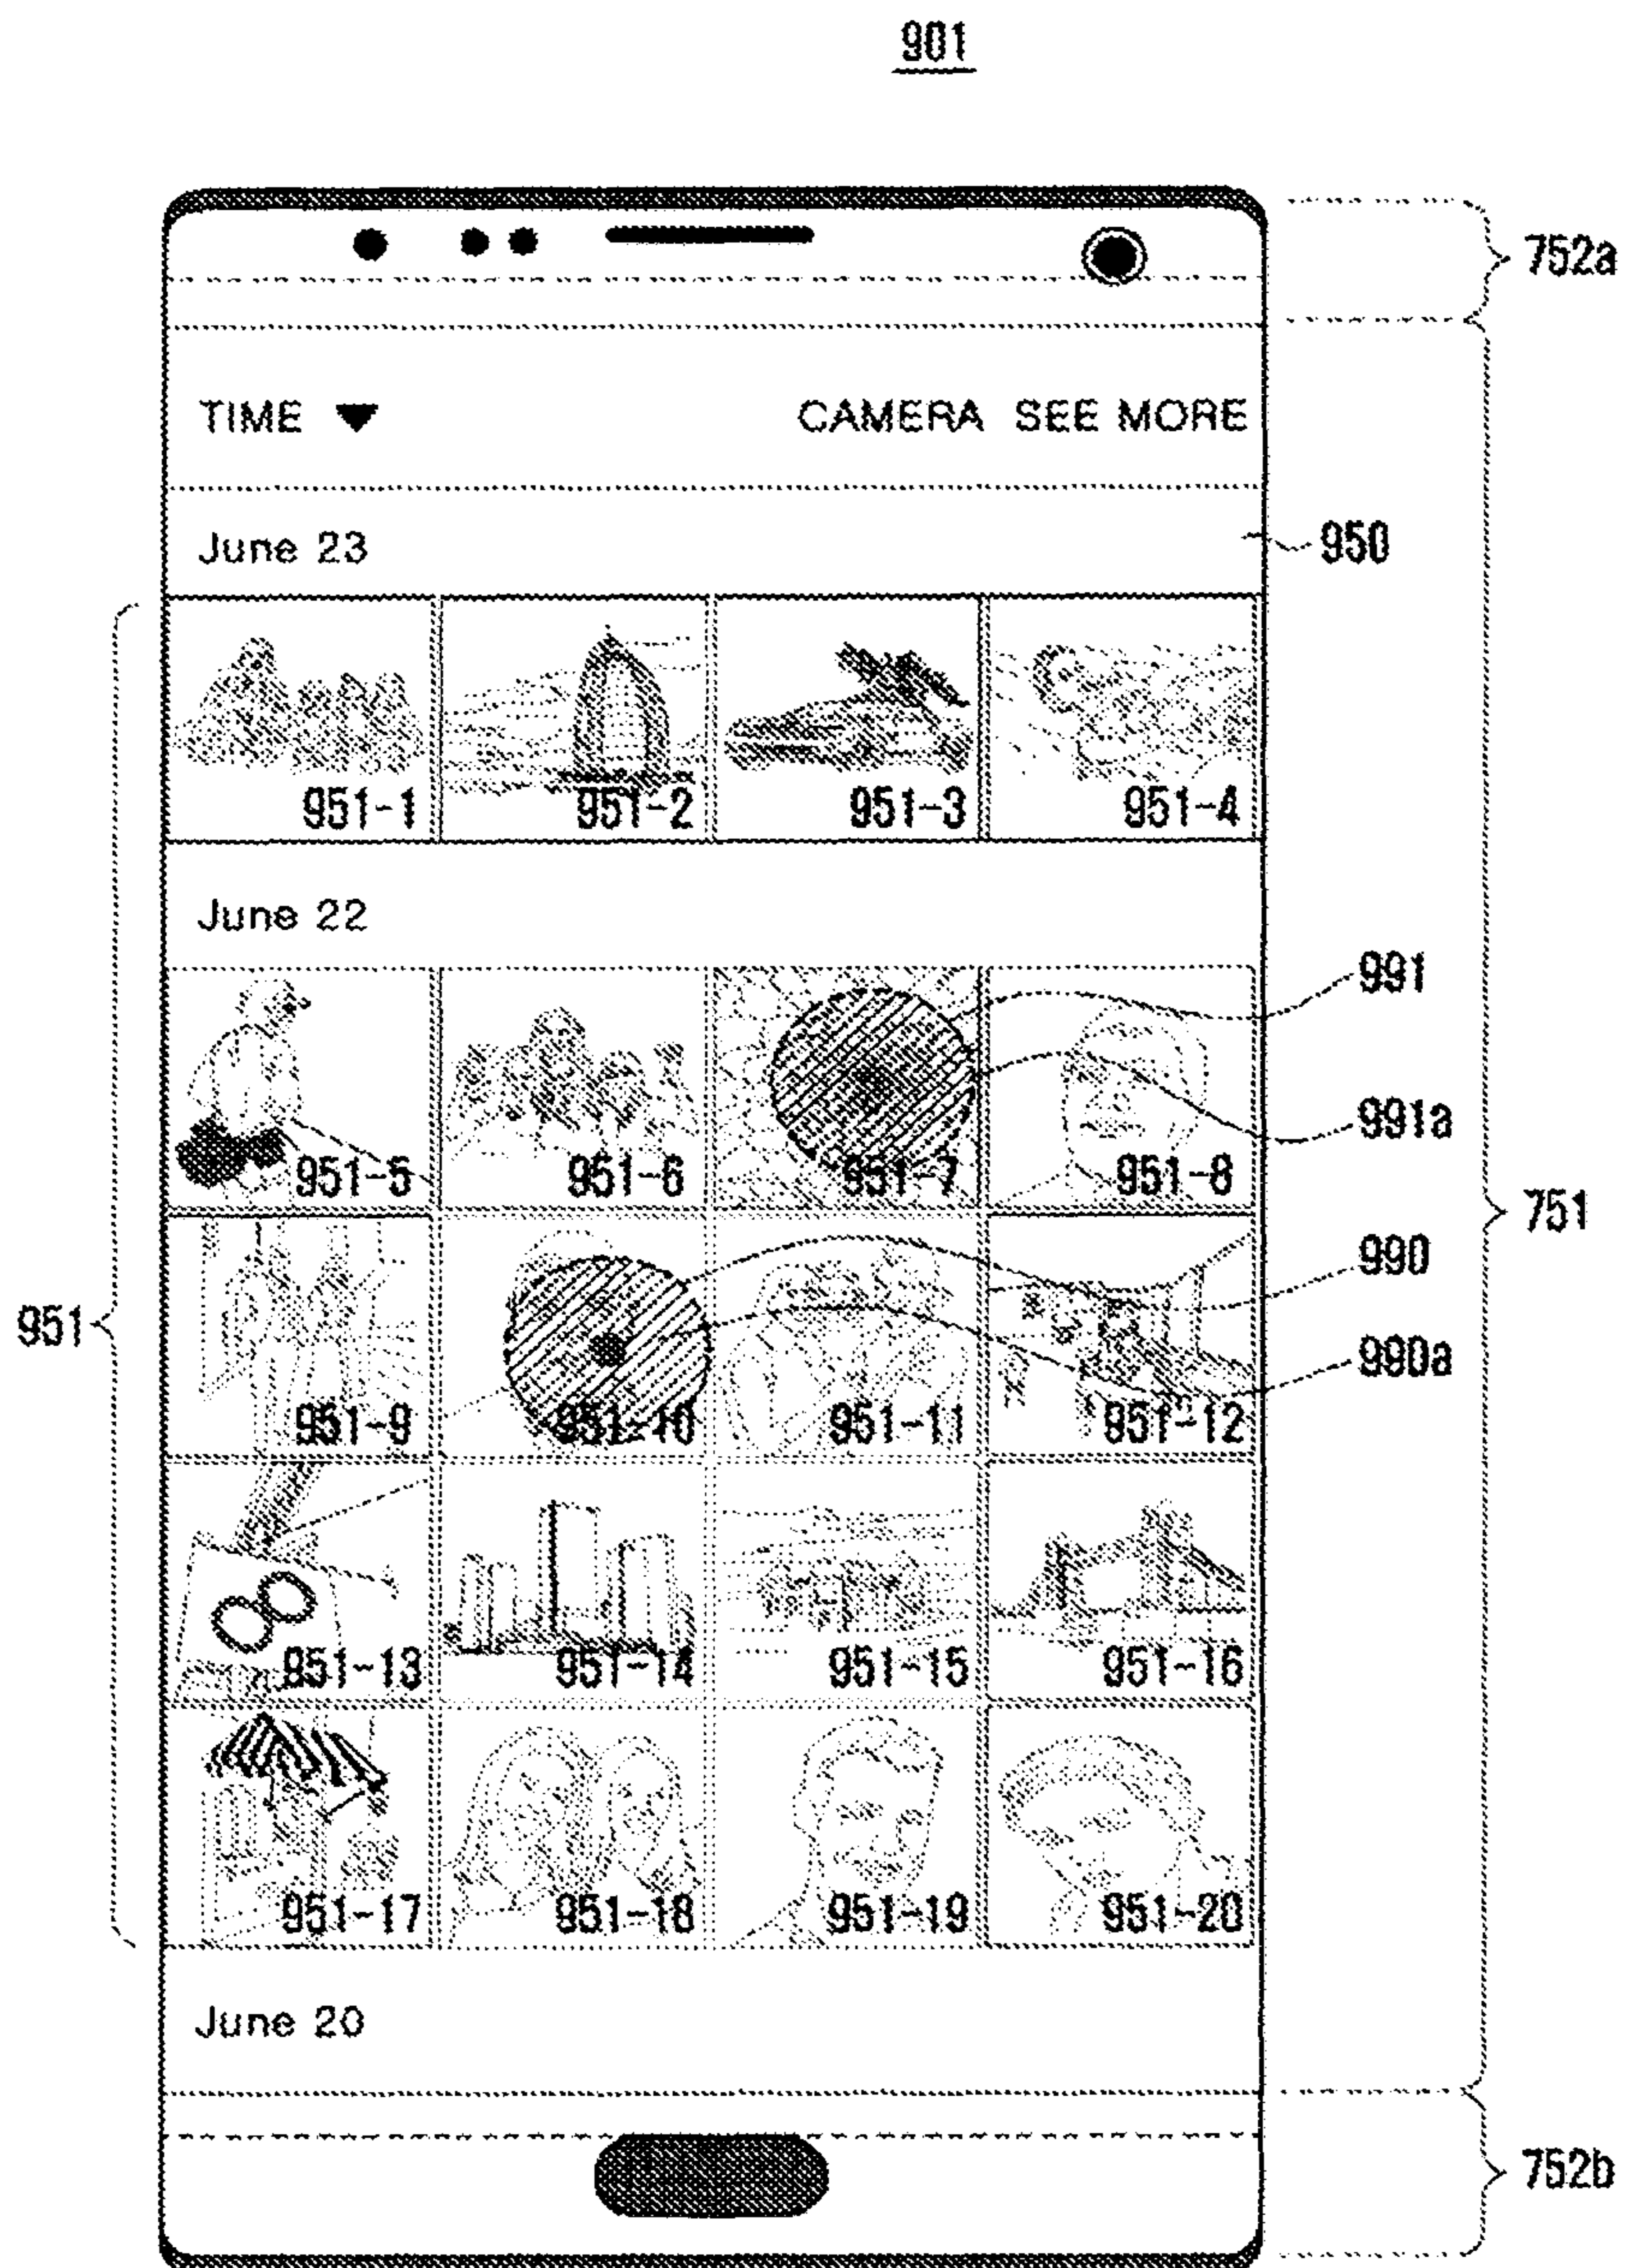 901
752a
TIME ▼ CAMERA SEE MORE
June 23
950
951-1 951-2 951-3 951-4
June 22
991
991a
951-5 951-6 951-7 951-8
751
990
951
990a
951-9 951-10 951-11 951-12
951-13 951-14 951-15 951-16
951-17 951-18 951-19 951-20
June 20
752b